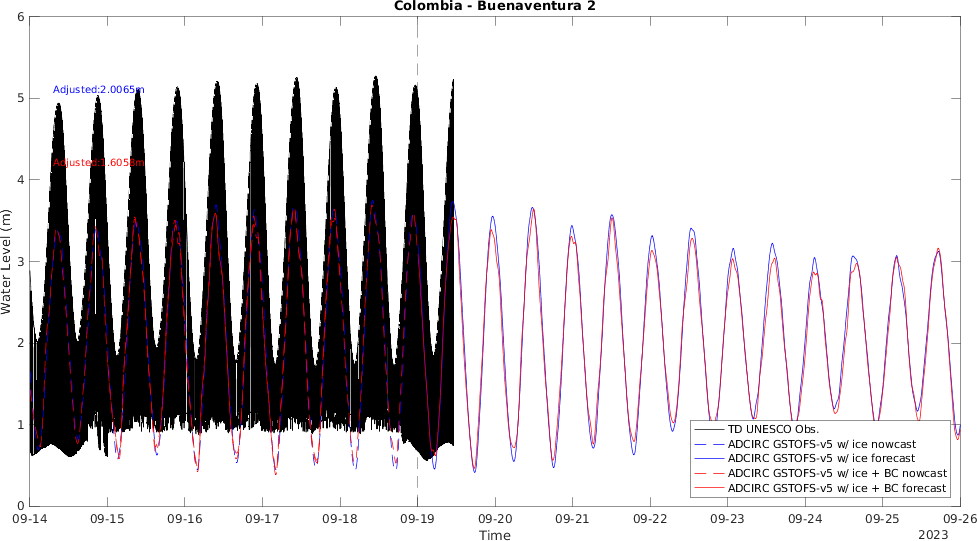 Colombia - Buenaventura 2
Water Level (m)
6
5
4
3
2
1
0
Adjusted:2.0065m
Adjusted:1.6058m
TD UNESCO Obs.
ADCIRC GSTOFS-v5 w/ ice nowcast
ADCIRC GSTOFS-v5 w/ ice forecast
ADCIRC GSTOFS-v5 w/ ice + BC nowcast
ADCIRC GSTOFS-v5 w/ ice + BC forecast
09-14 09-15 09-16 09-17 09-18 09-19 09-20 09-21 09-22 09-23 09-24 09-25 09-26
Time
2023